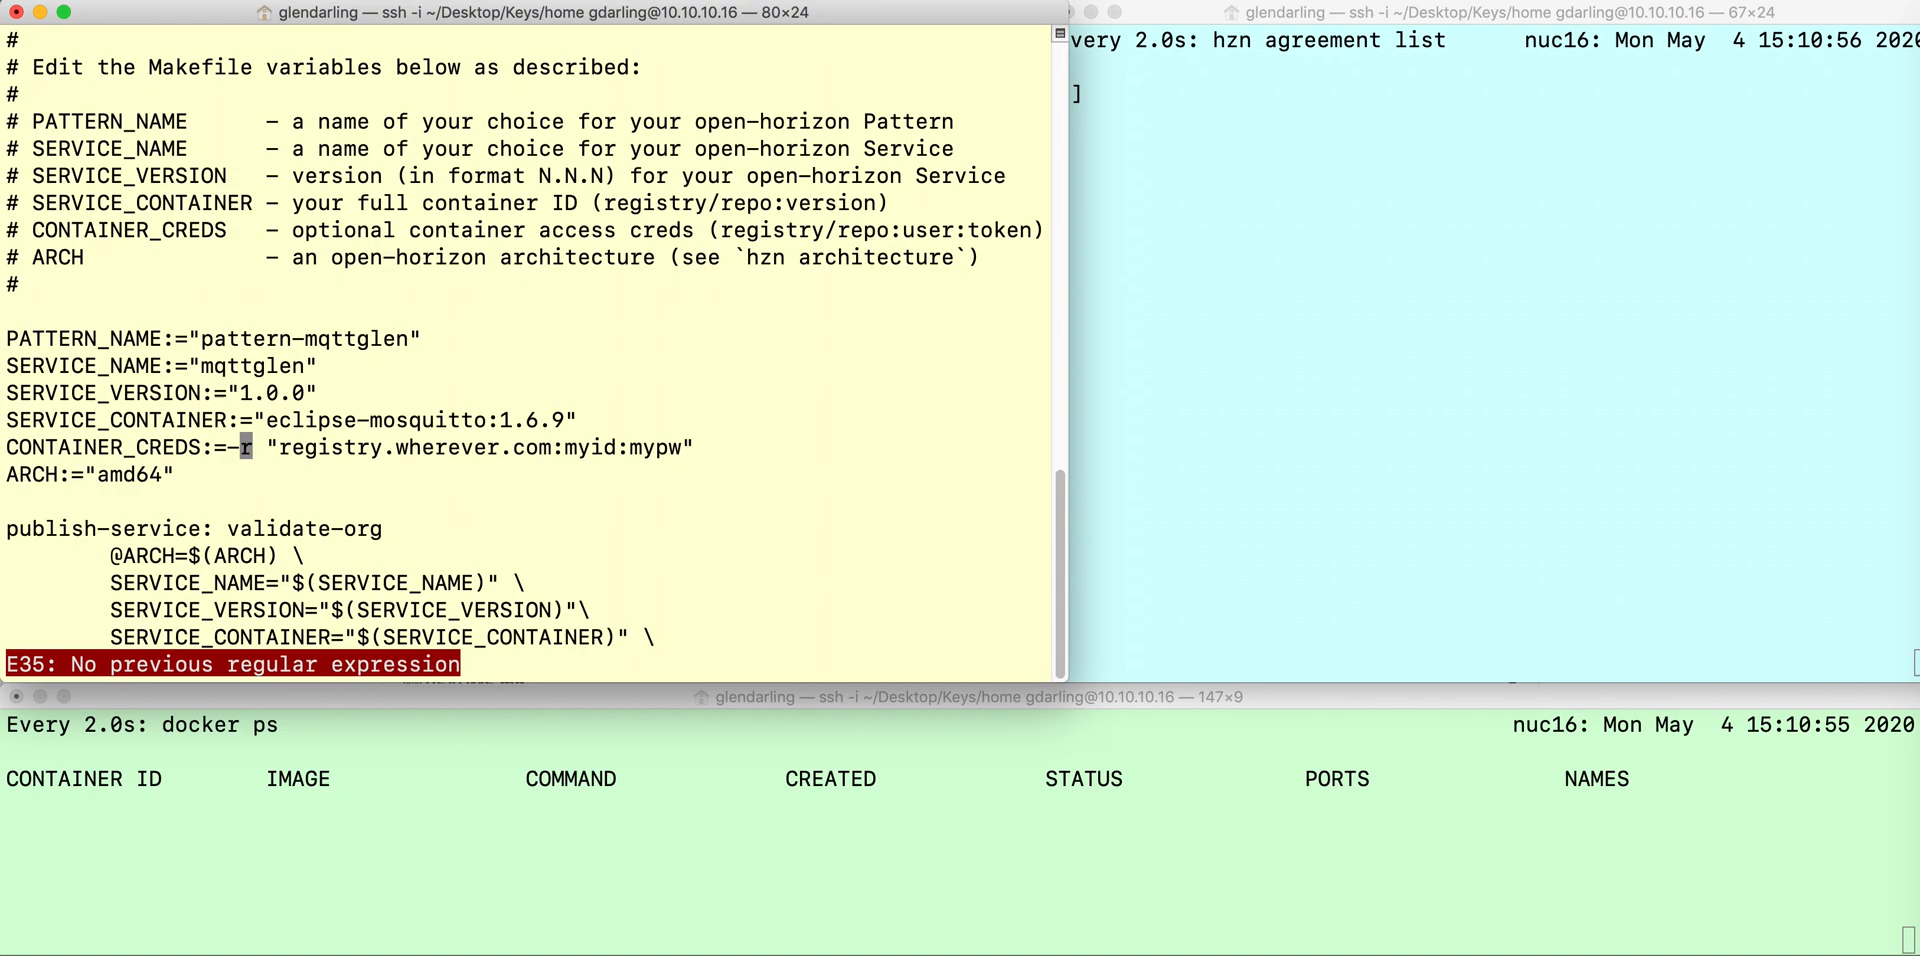 glendarling — ssh -i ~/Desktop/Keys/home gdarling@10.10.10.16 — 80×24
#
# Edit the Makefile variables below as described:
#
# PATTERN_NAME      – a name of your choice for your open-horizon Pattern
# SERVICE_NAME      – a name of your choice for your open-horizon Service
# SERVICE_VERSION   – version (in format N.N.N) for your open-horizon Service
# SERVICE_CONTAINER – your full container ID (registry/repo:version)
# CONTAINER_CREDS   – optional container access creds (registry/repo:user:token)
# ARCH              – an open-horizon architecture (see `hzn architecture`)
#
PATTERN_NAME:="pattern-mqttglen"
SERVICE_NAME:="mqttglen"
SERVICE_VERSION:="1.0.0"
SERVICE_CONTAINER:="eclipse-mosquitto:1.6.9"
CONTAINER_CREDS:=-r "registry.wherever.com:myid:mypw"
ARCH:="amd64"
publish-service: validate-org
        @ARCH=$(ARCH) \
        SERVICE_NAME="$(SERVICE_NAME)" \
        SERVICE_VERSION="$(SERVICE_VERSION)"\
        SERVICE_CONTAINER="$(SERVICE_CONTAINER)" \
E35: No previous regular expression
glendarling — ssh -i ~/Desktop/Keys/home gdarling@10.10.10.16 — 67×24
very 2.0s: hzn agreement list      nuc16: Mon May  4 15:10:56 2020
]
glendarling — ssh -i ~/Desktop/Keys/home gdarling@10.10.10.16 — 147×9
Every 2.0s: docker ps      nuc16: Mon May  4 15:10:55 2020
CONTAINER ID        IMAGE               COMMAND             CREATED             STATUS              PORTS               NAMES